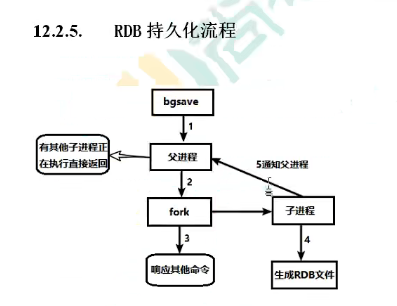 12.2.5. RDB 持久化流程
bgsave
1
有其他子进程正
在执行直接返回
父进程
5通知父进程
2
fork
子进程
3
4
响应其他命令
生成RDB文件